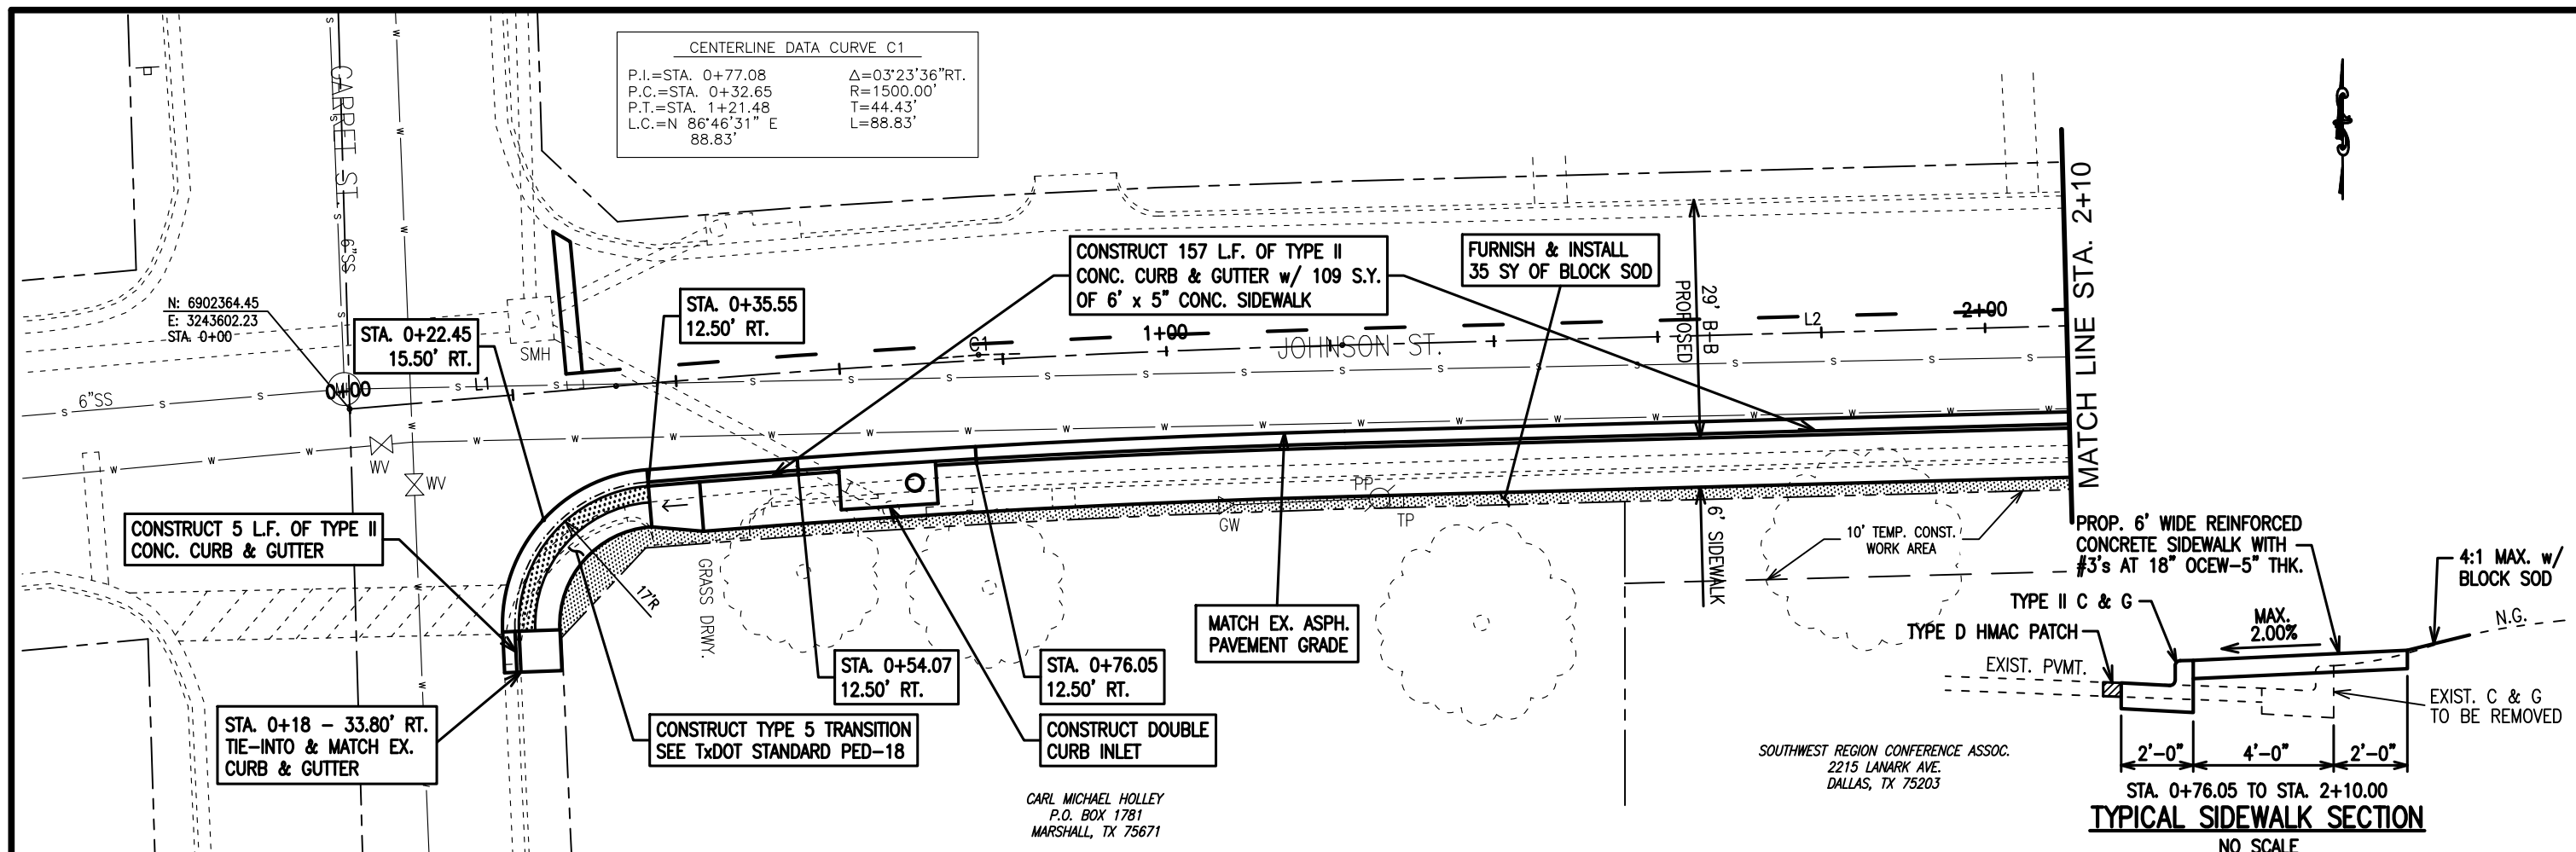 CENTERLINE DATA CURVE C1
P.I.=STA. 0+77.08
P.C.=STA. 0+32.65
P.T.=STA. 1+21.48
L.C.=N 86°46'31" E
88.83'
Δ=03°23'36"RT.
R=1500.00'
T=44.43'
L=88.83'
GARRET ST.
6"SS
N: 6902364.45
E: 3243602.23
STA. 0+00
STA. 0+22.45
15.50' RT.
SMH
STA. 0+35.55
12.50' RT.
CONSTRUCT 157 L.F. OF TYPE II
CONC. CURB & GUTTER w/ 109 S.Y.
OF 6' x 5" CONC. SIDEWALK
FURNISH & INSTALL
35 SY OF BLOCK SOD
29' B-B
PROPOSED
MATCH LINE STA. 2+10
0+00
L1
C1
1+00
JOHNSON ST.
L2
2+00
6"SS
WV
WV
CONSTRUCT 5 L.F. OF TYPE II
CONC. CURB & GUTTER
17'R
GRASS DRWY.
GW
PP
TP
6' SIDEWALK
10' TEMP. CONST.
WORK AREA
MATCH EX. ASPH.
PAVEMENT GRADE
STA. 0+54.07
12.50' RT.
STA. 0+76.05
12.50' RT.
STA. 0+18 - 33.80' RT.
TIE-INTO & MATCH EX.
CURB & GUTTER
CONSTRUCT TYPE 5 TRANSITION
SEE TxDOT STANDARD PED-18
CONSTRUCT DOUBLE
CURB INLET
CARL MICHAEL HOLLEY
P.O. BOX 1781
MARSHALL, TX 75671
SOUTHWEST REGION CONFERENCE ASSOC.
2215 LANARK AVE.
DALLAS, TX 75203
PROP. 6' WIDE REINFORCED
CONCRETE SIDEWALK WITH
#3's AT 18" OCEW-5" THK.
4:1 MAX. w/
BLOCK SOD
TYPE II C & G
MAX.
2.00%
N.G.
TYPE D HMAC PATCH
EXIST. PVMT.
EXIST. C & G
TO BE REMOVED
2'-0"
4'-0"
2'-0"
STA. 0+76.05 TO STA. 2+10.00
TYPICAL SIDEWALK SECTION
NO SCALE